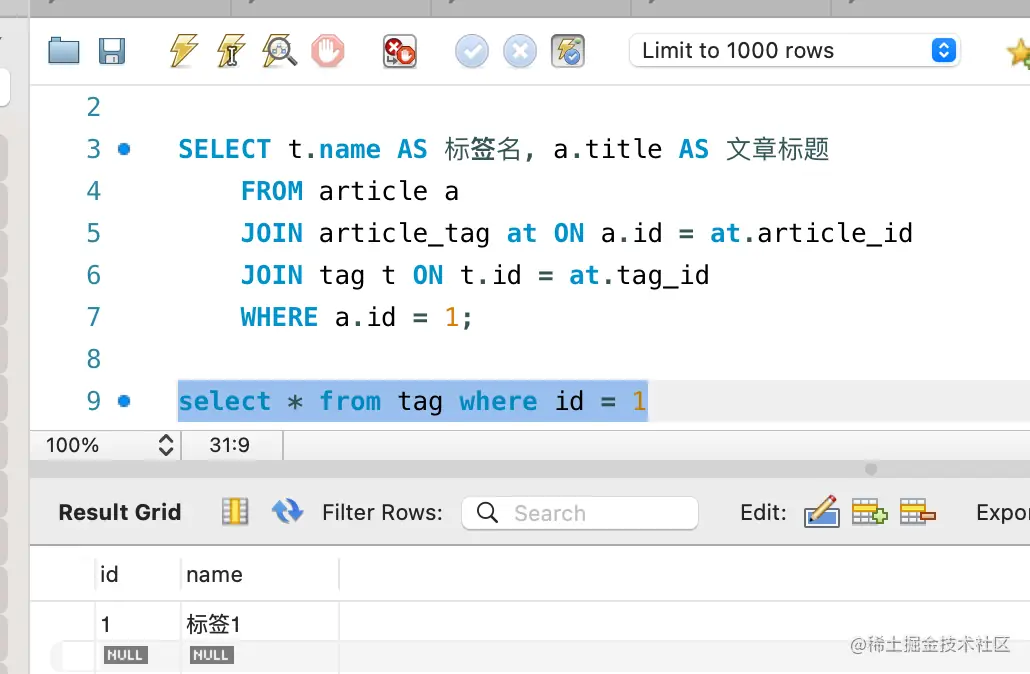 Limit to 1000 rows
2
3 SELECT t.name AS 标签名, a.title AS 文章标题
4 FROM article a
5 JOIN article_tag at ON a.id = at.article_id
6 JOIN tag t ON t.id = at.tag_id
7 WHERE a.id = 1;
8
9 select * from tag where id = 1
100% 31:9
Result Grid Filter Rows: Search Edit: Expor
id name
1 标签1
NULL NULL
@稀土掘金技术社区